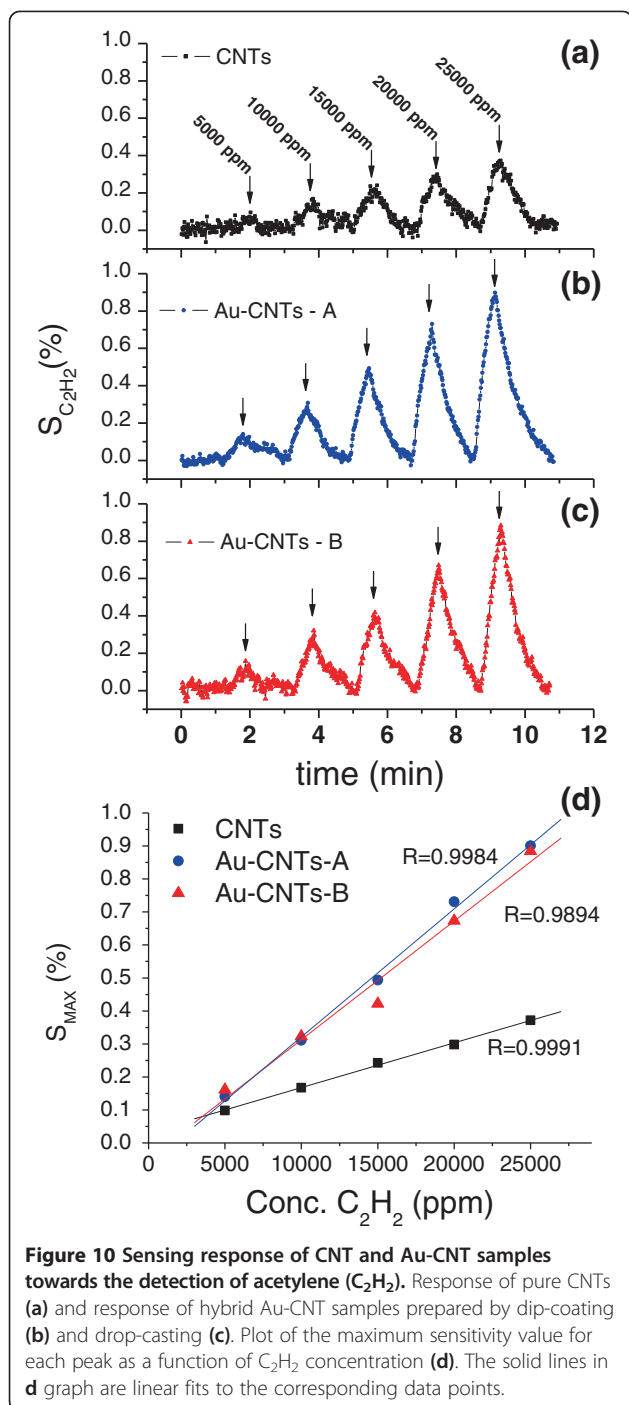 (a)
CNTs
5000 ppm
10000 ppm
15000 ppm
20000 ppm
25000 ppm
1.0
0.8
0.6
0.4
0.2
0.0
(b)
Au-CNTs - A
1.0
0.8
0.6
0.4
0.2
0.0
S_C2H2(%)
(c)
Au-CNTs - B
1.0
0.8
0.6
0.4
0.2
0.0
0 2 4 6 8 10 12
time (min)
(d)
CNTs
Au-CNTs-A
Au-CNTs-B
R=0.9984
R=0.9894
R=0.9991
1.0
0.9
0.8
0.7
0.6
0.5
0.4
0.3
0.2
0.1
0.0
S_MAX (%)
0 5000 10000 15000 20000 25000
Conc. C2H2 (ppm)
Figure 10 Sensing response of CNT and Au-CNT samples
towards the detection of acetylene (C2H2). Response of pure CNTs
(a) and response of hybrid Au-CNT samples prepared by dip-coating
(b) and drop-casting (c). Plot of the maximum sensitivity value for
each peak as a function of C2H2 concentration (d). The solid lines in
d graph are linear fits to the corresponding data points.